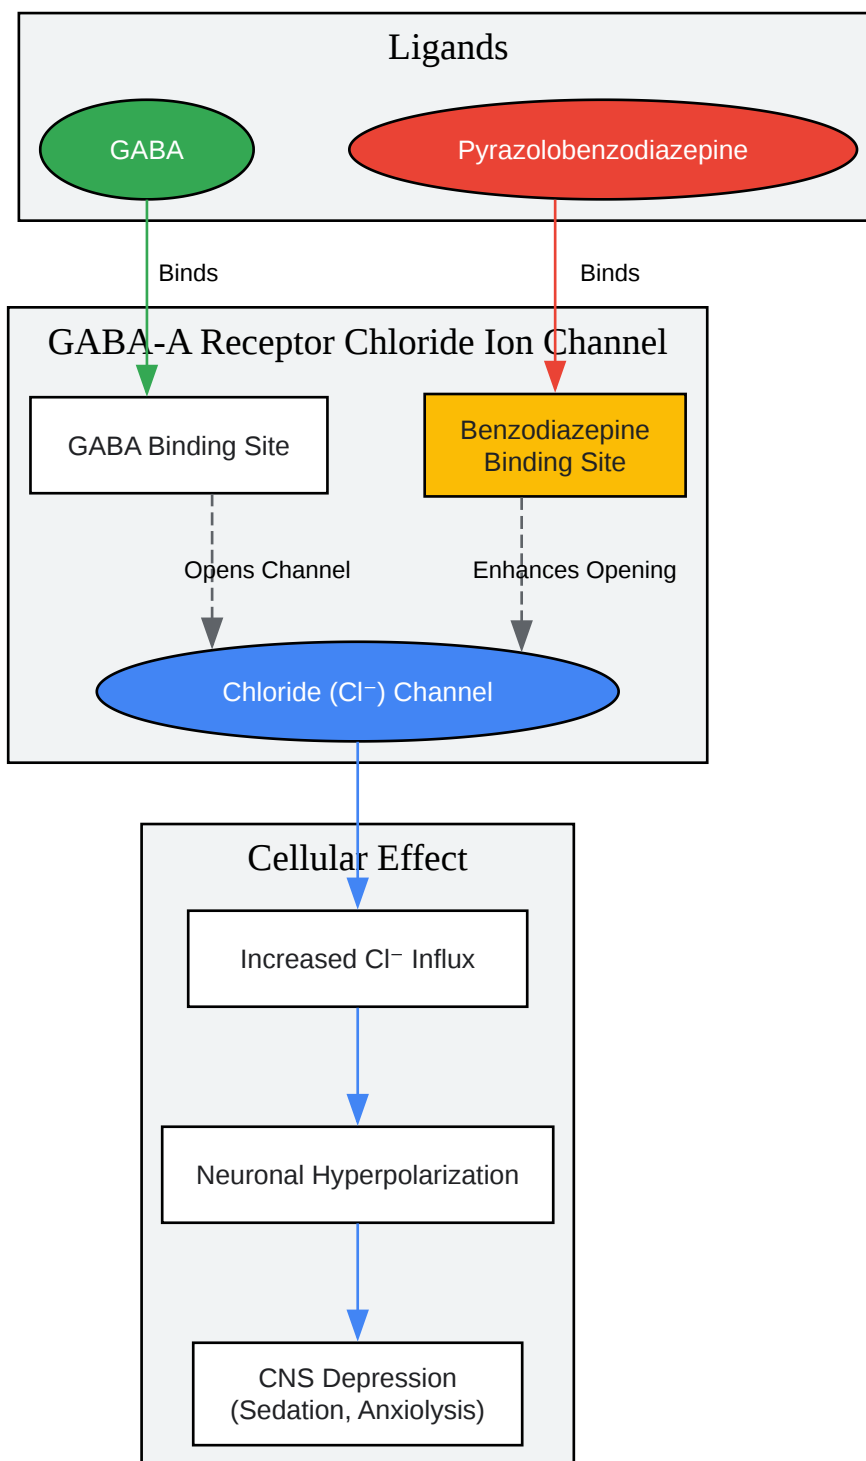 Ligands
GABA
Pyrazolobenzodiazepine
Binds
Binds
GABA-A Receptor Chloride Ion Channel
GABA Binding Site
Benzodiazepine
Binding Site
Opens Channel
Enhances Opening
Chloride (Cl⁻) Channel
Cellular Effect
Increased Cl⁻ Influx
Neuronal Hyperpolarization
CNS Depression
(Sedation, Anxiolysis)